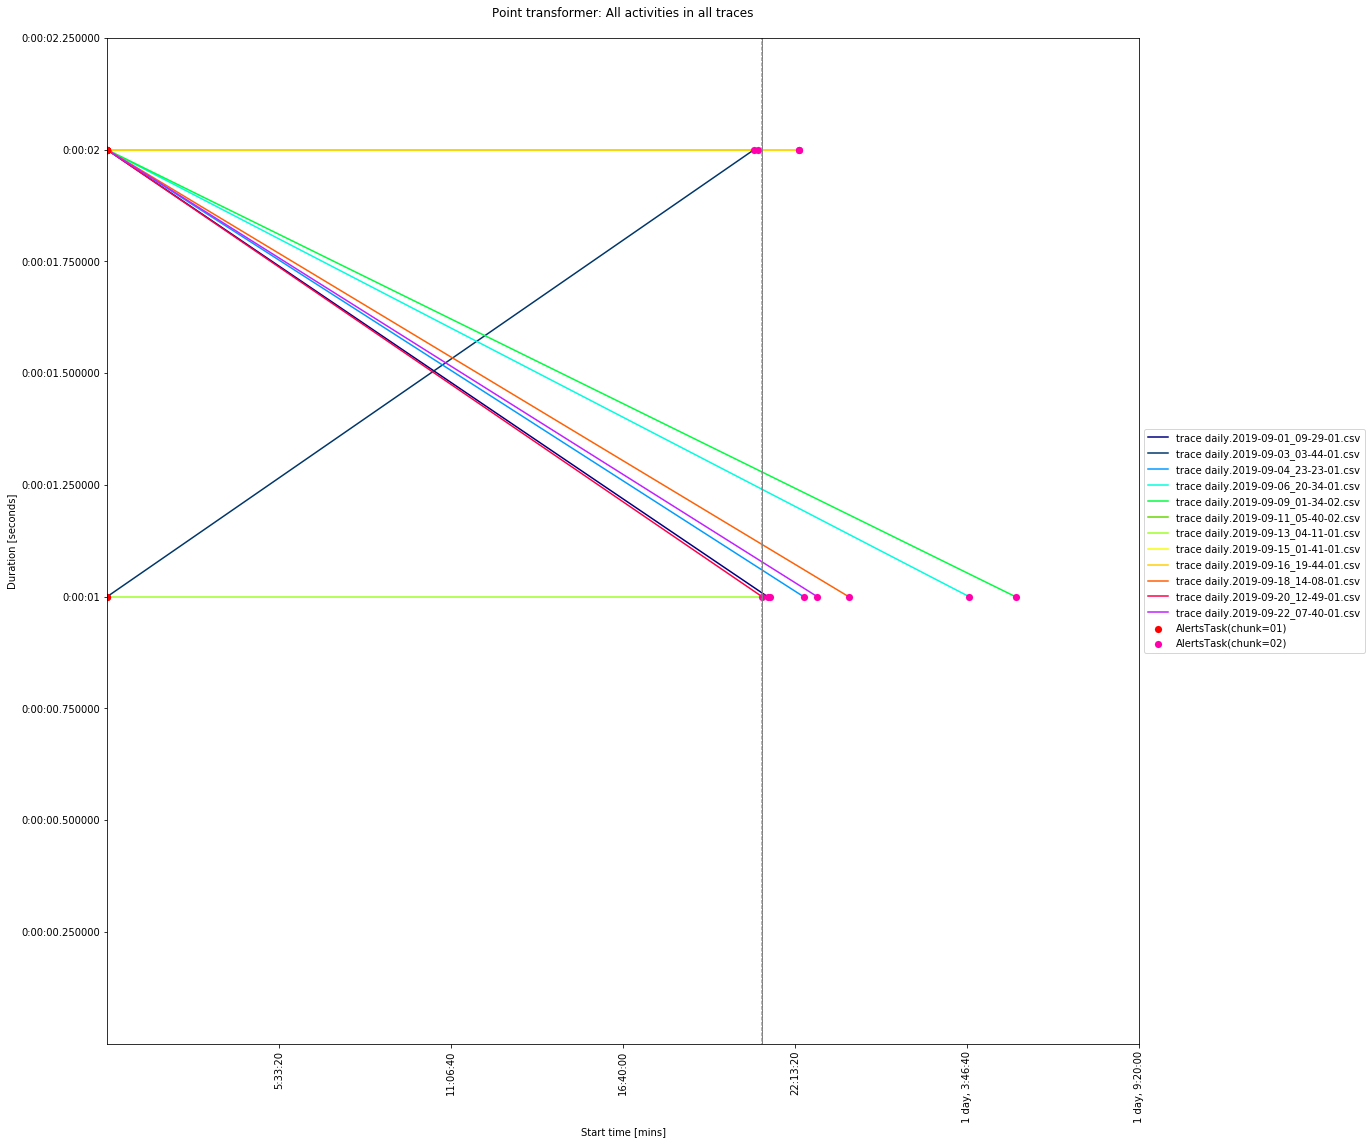 Point transformer: All activities in all traces
0:00:02.250000
0:00:02
0:00:01.750000
0:00:01.500000
0:00:01.250000
0:00:01
0:00:00.750000
0:00:00.500000
0:00:00.250000
Duration [seconds]
5:33:20
11:06:40
16:40:00
22:13:20
1 day, 3:46:40
1 day, 9:20:00
Start time [mins]
trace daily.2019-09-01_09-29-01.csv
trace daily.2019-09-03_03-44-01.csv
trace daily.2019-09-04_23-23-01.csv
trace daily.2019-09-06_20-34-01.csv
trace daily.2019-09-09_01-34-02.csv
trace daily.2019-09-11_05-40-02.csv
trace daily.2019-09-13_04-11-01.csv
trace daily.2019-09-15_01-41-01.csv
trace daily.2019-09-16_19-44-01.csv
trace daily.2019-09-18_14-08-01.csv
trace daily.2019-09-20_12-49-01.csv
trace daily.2019-09-22_07-40-01.csv
AlertsTask(chunk=01)
AlertsTask(chunk=02)